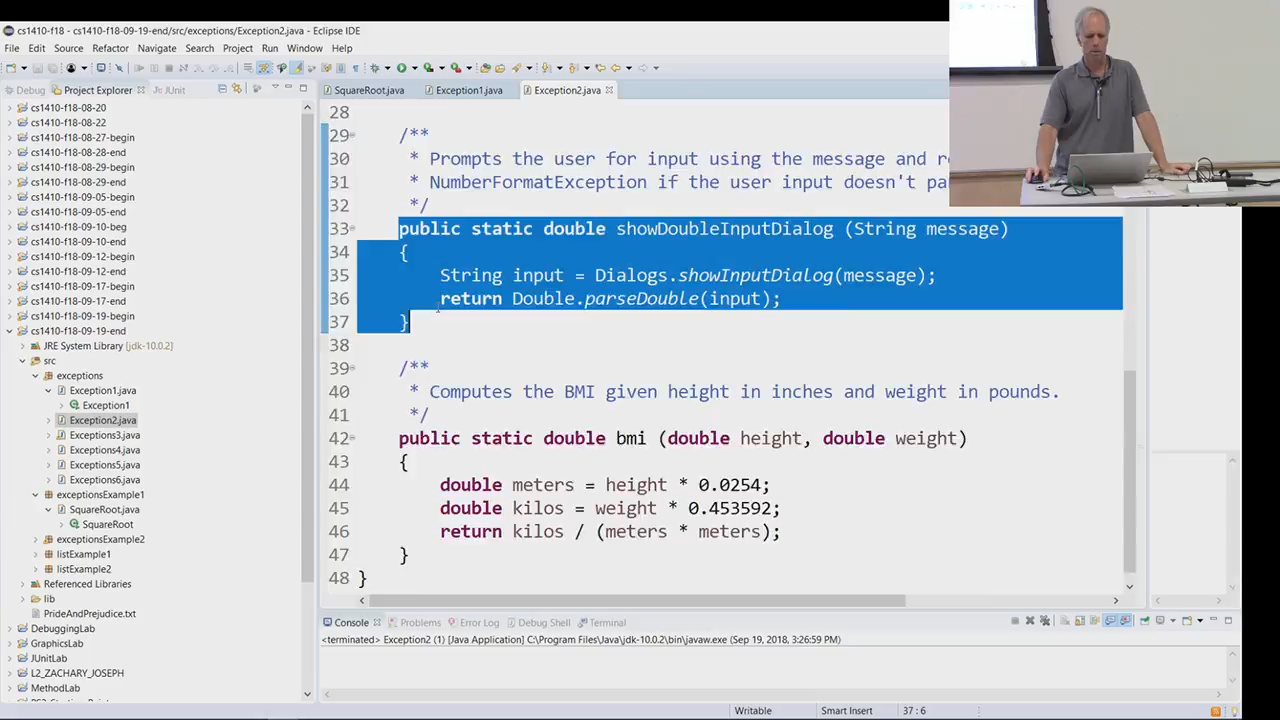 cs1410-f18 - cs1410-f18-09-19-end/src/exceptions/Exception2.java - Eclipse IDE
File Edit Source Refactor Navigate Search Project Run Window Help
Debug Project Explorer JUnit
cs1410-f18-08-20
cs1410-f18-08-22
cs1410-f18-08-27-begin
cs1410-f18-08-28-end
cs1410-f18-08-29-begin
cs1410-f18-08-29-end
cs1410-f18-09-05-begin
cs1410-f18-09-05-end
cs1410-f18-09-10-beg
cs1410-f18-09-10-end
cs1410-f18-09-12-begin
cs1410-f18-09-12-end
cs1410-f18-09-17-begin
cs1410-f18-09-17-end
cs1410-f18-09-19-begin
cs1410-f18-09-19-end
JRE System Library [jdk-10.0.2]
src
exceptions
Exception1.java
Exception1
Exception2.java
Exceptions3.java
Exceptions4.java
Exceptions5.java
Exceptions6.java
exceptionsExample1
SquareRoot.java
SquareRoot
exceptionsExample2
listExample1
listExample2
Referenced Libraries
lib
PrideAndPrejudice.txt
DebuggingLab
GraphicsLab
JUnitLab
L2_ZACHARY_JOSEPH
MethodLab
SquareRoot.java Exception1.java Exception2.java
28
29 /**
30 * Prompts the user for input using the message and
31 * NumberFormatException if the user input doesn't
32 */
33 public static double showDoubleInputDialog (String message)
34 {
35 String input = Dialogs.showInputDialog(message);
36 return Double.parseDouble(input);
37 }
38
39 /**
40 * Computes the BMI given height in inches and weight in pounds.
41 */
42 public static double bmi (double height, double weight)
43 {
44 double meters = height * 0.0254;
45 double kilos = weight * 0.453592;
46 return kilos / (meters * meters);
47 }
48 }
Console Problems Error Log Debug Shell Terminal
<terminated> Exception2 (1) [Java Application] C:\Program Files\Java\jdk-10.0.2\bin\javaw.exe (Sep 19, 2018, 3:26:59 PM)
Writable Smart Insert 37 : 6